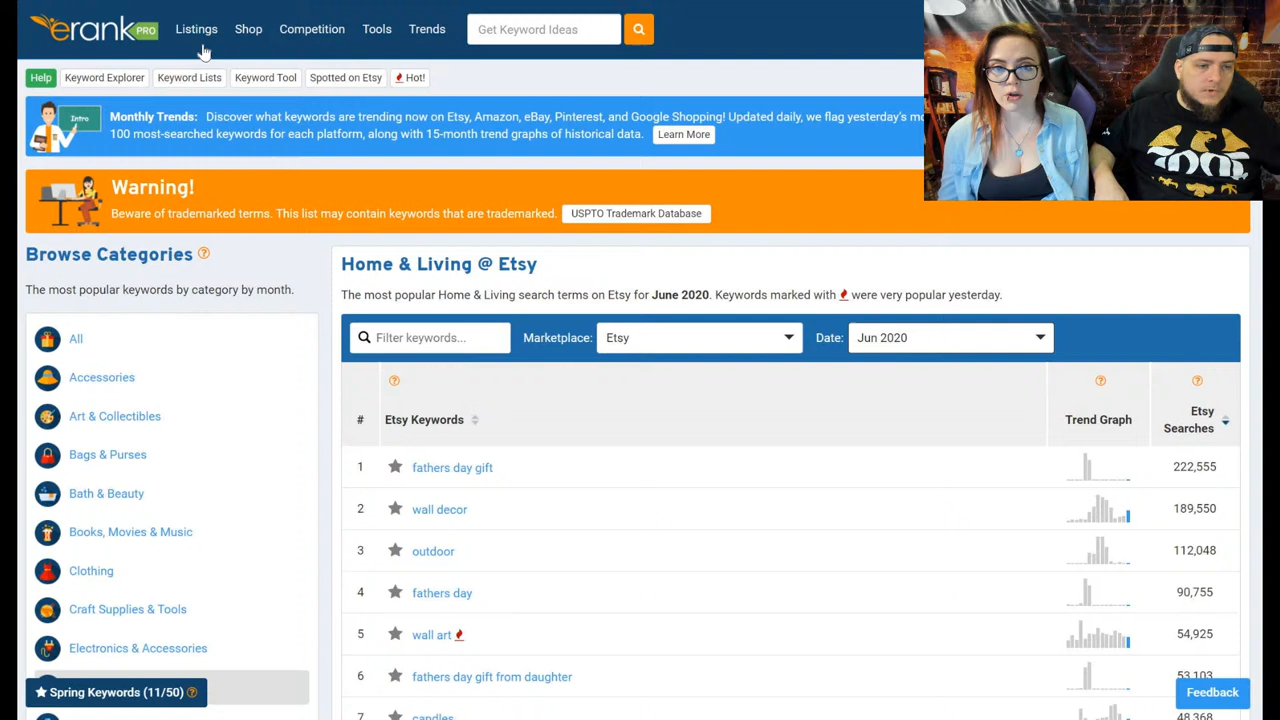 erank PRO
Listings Shop Competition Tools Trends Get Keyword Ideas
Help Keyword Explorer Keyword Lists Keyword Tool Spotted on Etsy Hot!
Intro
Monthly Trends: Discover what keywords are trending now on Etsy, Amazon, eBay, Pinterest, and Google Shopping! Updated daily, we flag yesterday's
100 most-searched keywords for each platform, along with 15-month trend graphs of historical data. Learn More
Warning!
Beware of trademarked terms. This list may contain keywords that are trademarked. USPTO Trademark Database
Browse Categories ?
The most popular keywords by category by month.
All
Accessories
Art & Collectibles
Bags & Purses
Bath & Beauty
Books, Movies & Music
Clothing
Craft Supplies & Tools
Electronics & Accessories
Spring Keywords (11/50) ?
Home & Living @ Etsy
The most popular Home & Living search terms on Etsy for June 2020. Keywords marked with were very popular yesterday.
Filter keywords... Marketplace: Etsy Date: Jun 2020
? ? ?
# Etsy Keywords Trend Graph Etsy Searches
1 fathers day gift 222,555
2 wall decor 189,550
3 outdoor 112,048
4 fathers day 90,755
5 wall art 54,925
6 fathers day gift from daughter 53,103
7 candles 48,368
Feedback